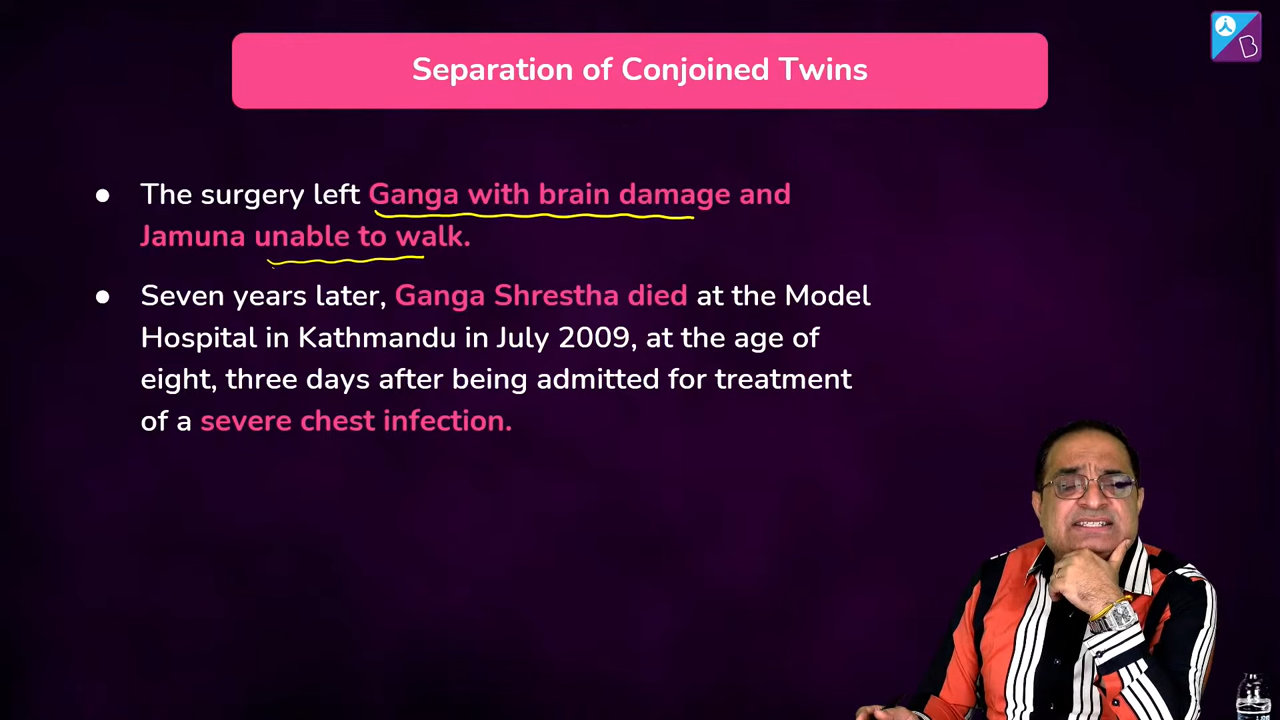 Separation of Conjoined Twins
● The surgery left Ganga with brain damage and
Jamuna unable to walk.
● Seven years later, Ganga Shrestha died at the Model
Hospital in Kathmandu in July 2009, at the age of
eight, three days after being admitted for treatment
of a severe chest infection.
B